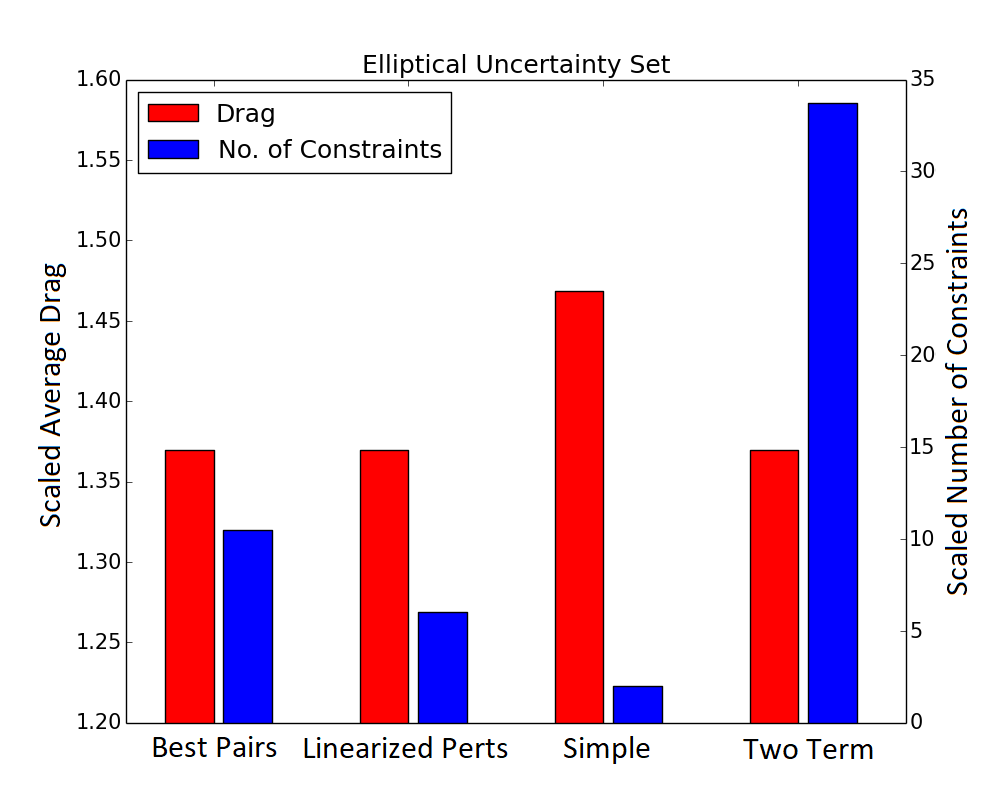 Elliptical Uncertainty Set
Drag
No. of Constraints
Scaled Average Drag
1.60
1.55
1.50
1.45
1.40
1.35
1.30
1.25
1.20
35
30
25
20
15
10
5
0
Scaled Number of Constraints
Best Pairs
Linearized Perts
Simple
Two Term